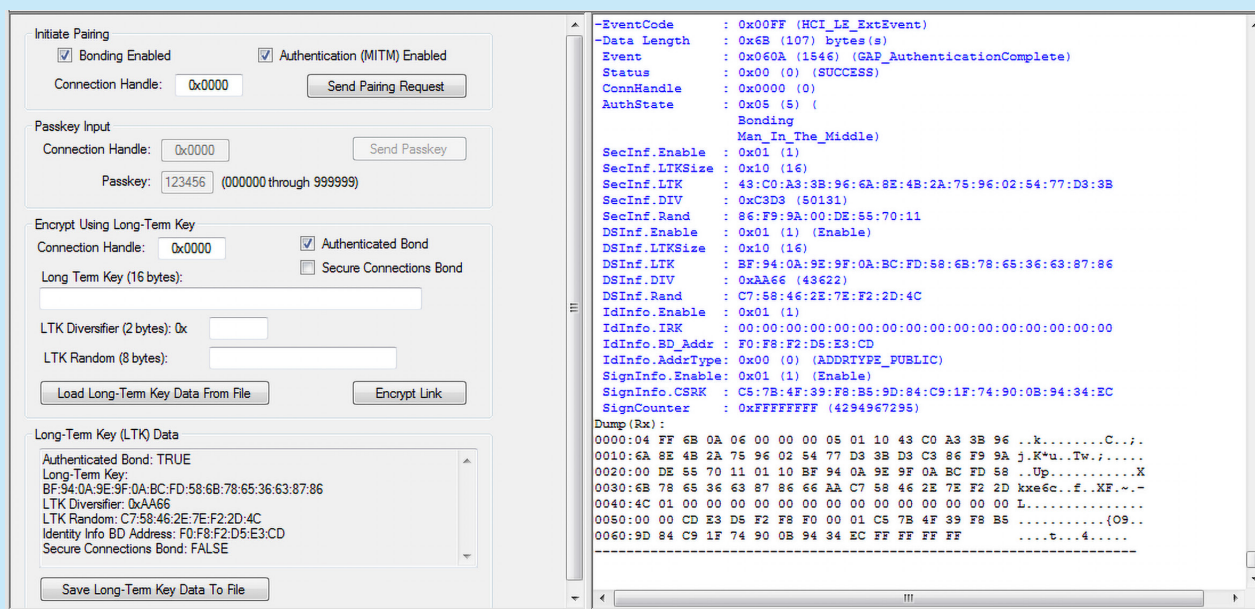 Initiate Pairing
Bonding Enabled
Authentication (MITM) Enabled
Connection Handle: 0x0000
Send Pairing Request
Passkey Input
Connection Handle: 0x0000
Send Passkey
Passkey: 123456 (000000 through 999999)
Encrypt Using Long-Term Key
Connection Handle: 0x0000
Authenticated Bond
Secure Connections Bond
Long Term Key (16 bytes):
LTK Diversifier (2 bytes): 0x
LTK Random (8 bytes):
Load Long-Term Key Data From File
Encrypt Link
Long-Term Key (LTK) Data
Authenticated Bond: TRUE
Long-Term Key:
BF:94:0A:9E:9F:0A:BC:FD:58:6B:78:65:36:63:87:86
LTK Diversifier: 0xAA66
LTK Random: C7:58:46:2E:7E:F2:2D:4C
Identity Info BD Address: F0:F8:F2:D5:E3:CD
Secure Connections Bond: FALSE
Save Long-Term Key Data To File
-EventCode : 0x00FF (HCI_LE_ExtEvent)
-Data Length : 0x6B (107) bytes(s)
Event : 0x060A (1546) (GAP_AuthenticationComplete)
Status : 0x00 (0) (SUCCESS)
ConnHandle : 0x0000 (0)
AuthState : 0x05 (5) (
Bonding
Man_In_The_Middle)
SecInf.Enable : 0x01 (1)
SecInf.LTKSize : 0x10 (16)
SecInf.LTK : 43:C0:A3:3B:96:6A:8E:4B:2A:75:96:02:54:77:D3:3B
SecInf.DIV : 0xC3D3 (50131)
SecInf.Rand : 86:F9:9A:00:DE:55:70:11
DSInf.Enable : 0x01 (1) (Enable)
DSInf.LTKSize : 0x10 (16)
DSInf.LTK : BF:94:0A:9E:9F:0A:BC:FD:58:6B:78:65:36:63:87:86
DSInf.DIV : 0xAA66 (43622)
DSInf.Rand : C7:58:46:2E:7E:F2:2D:4C
IdInfo.Enable : 0x01 (1)
IdInfo.IRK : 00:00:00:00:00:00:00:00:00:00:00:00:00:00:00:00
IdInfo.BD_Addr : F0:F8:F2:D5:E3:CD
IdInfo.AddrType: 0x00 (0) (ADDRTYPE_PUBLIC)
SignInfo.Enable: 0x01 (1) (Enable)
SignInfo.CSRK : C5:7B:4F:39:F8:B5:9D:84:C9:1F:74:90:0B:94:34:EC
SignCounter : 0xFFFFFFFF (4294967295)
Dump(Rx):
0000:04 FF 6B 0A 06 00 00 00 05 01 10 43 C0 A3 3B 96 ..k........C..;.
0010:6A 8E 4B 2A 75 96 02 54 77 D3 3B D3 C3 86 F9 9A j.K*u..Tw.;.....
0020:00 DE 55 70 11 01 10 BF 94 0A 9E 9F 0A BC FD 58 ..Up...........X
0030:6B 78 65 36 63 87 86 66 AA C7 58 46 2E 7E F2 2D kxe6c..f..XF.~.-
0040:4C 01 00 00 00 00 00 00 00 00 00 00 00 00 00 00 L...............
0050:00 00 CD E3 D5 F2 F8 F0 00 01 C5 7B 4F 39 F8 B5 ...........{O9..
0060:9D 84 C9 1F 74 90 0B 94 34 EC FF FF FF FF ....t...4.....